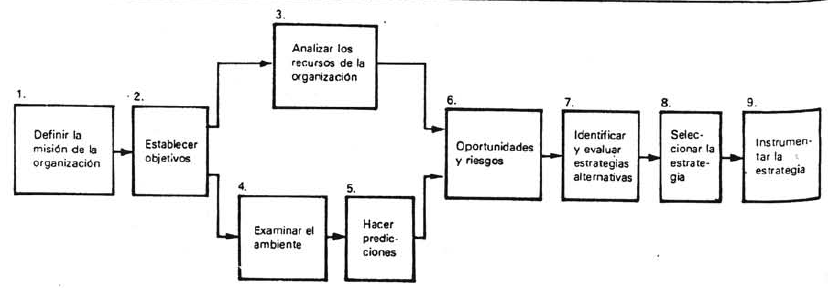 1.
Definir la
misión de la
organización
2.
Establecer
objetivos
3.
Analizar los
recursos de la
organización
4.
Examinar el
ambiente
5.
Hacer
predic-
ciones
6.
Oportunidades
y riesgos
7.
Identificar
y evaluar
estrategias
alternativas
8.
Selec-
cionar la
estrate-
gia
9.
Instrumen-
tar la
estrategia